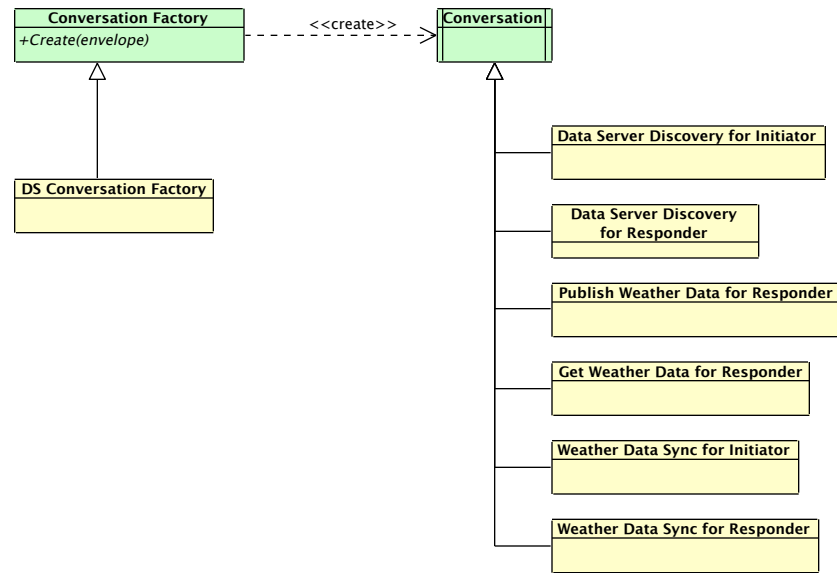 Conversation Factory
+Create(envelope)
<<create>>
Conversation
Data Server Discovery for Initiator
DS Conversation Factory
Data Server Discovery
for Responder
Publish Weather Data for Responder
Get Weather Data for Responder
Weather Data Sync for Initiator
Weather Data Sync for Responder